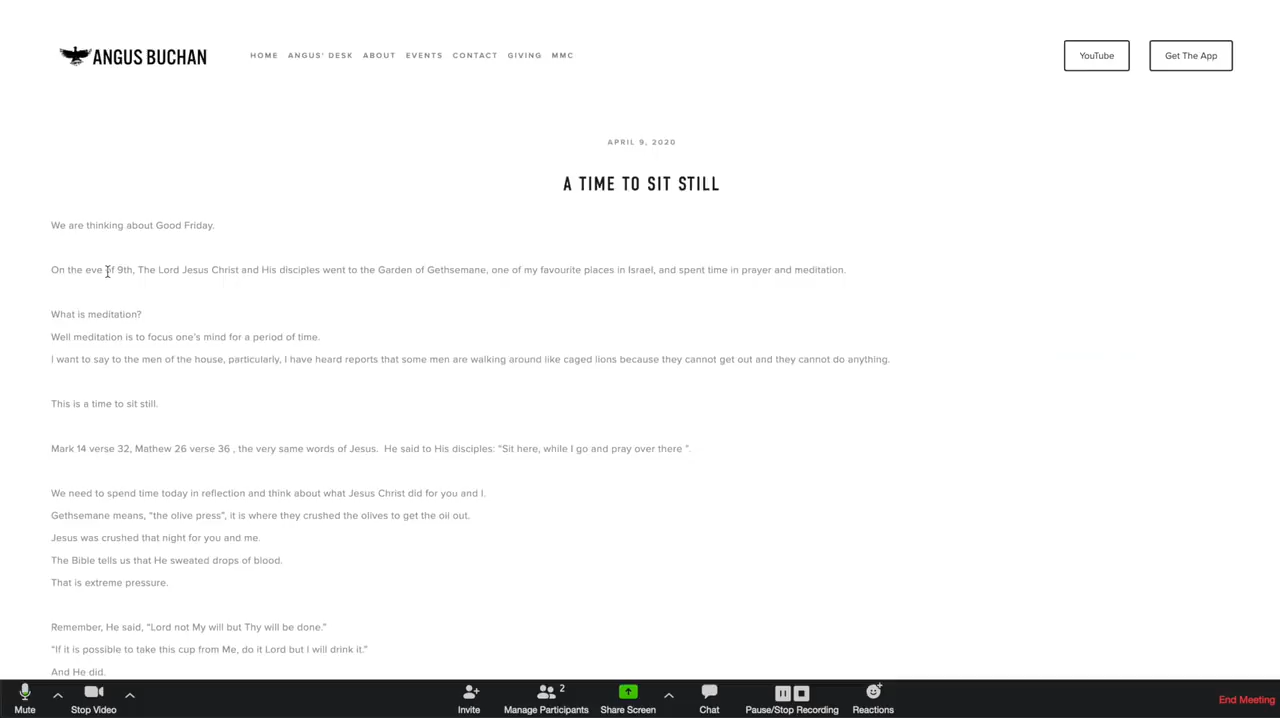 ANGUS BUCHAN
HOME ANGUS' DESK ABOUT EVENTS CONTACT GIVING MMC
YouTube
Get The App
APRIL 9, 2020
A TIME TO SIT STILL
We are thinking about Good Friday.
On the eve of 9th, The Lord Jesus Christ and His disciples went to the Garden of Gethsemane, one of my favourite places in Israel, and spent time in prayer and meditation.
What is meditation?
Well meditation is to focus one's mind for a period of time.
I want to say to the men of the house, particularly, I have heard reports that some men are walking around like caged lions because they cannot get out and they cannot do anything.
This is a time to sit still.
Mark 14 verse 32, Mathew 26 verse 36 , the very same words of Jesus.  He said to His disciples: “Sit here, while I go and pray over there ”.
We need to spend time today in reflection and think about what Jesus Christ did for you and I.
Gethsemane means, “the olive press”, it is where they crushed the olives to get the oil out.
Jesus was crushed that night for you and me.
The Bible tells us that He sweated drops of blood.
That is extreme pressure.
Remember, He said, “Lord not My will but Thy will be done.”
“If it is possible to take this cup from Me, do it Lord but I will drink it.”
And He did.
Mute
Stop Video
Invite
2
Manage Participants
Share Screen
Chat
Pause/Stop Recording
Reactions
End Meeting